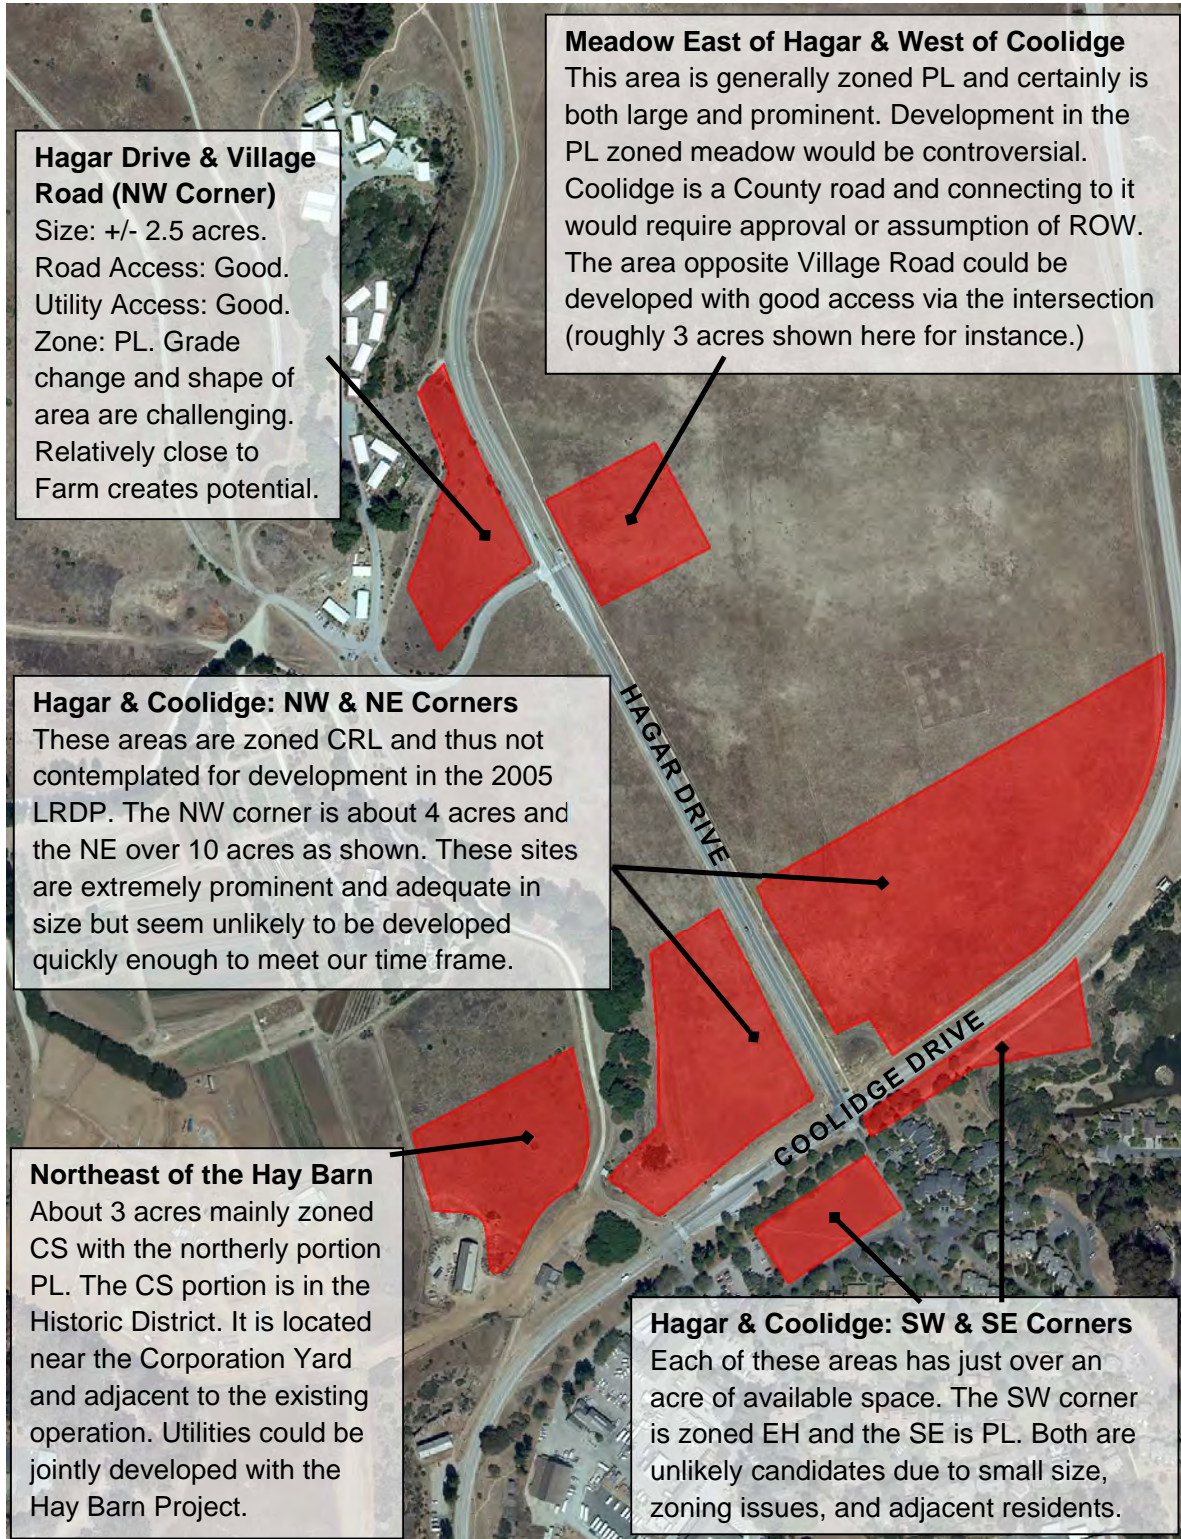 Meadow East of Hagar & West of Coolidge
This area is generally zoned PL and certainly is
both large and prominent. Development in the
PL zoned meadow would be controversial.
Coolidge is a County road and connecting to it
would require approval or assumption of ROW.
The area opposite Village Road could be
developed with good access via the intersection
(roughly 3 acres shown here for instance.)
Hagar Drive & Village
Road (NW Corner)
Size: +/- 2.5 acres.
Road Access: Good.
Utility Access: Good.
Zone: PL. Grade
change and shape of
area are challenging.
Relatively close to
Farm creates potential.
Hagar & Coolidge: NW & NE Corners
These areas are zoned CRL and thus not
contemplated for development in the 2005
LRDP. The NW corner is about 4 acres and
the NE over 10 acres as shown. These sites
are extremely prominent and adequate in
size but seem unlikely to be developed
quickly enough to meet our time frame.
HAGAR DRIVE
COOLIDGE DRIVE
Northeast of the Hay Barn
About 3 acres mainly zoned
CS with the northerly portion
PL. The CS portion is in the
Historic District. It is located
near the Corporation Yard
and adjacent to the existing
operation. Utilities could be
jointly developed with the
Hay Barn Project.
Hagar & Coolidge: SW & SE Corners
Each of these areas has just over an
acre of available space. The SW corner
is zoned EH and the SE is PL. Both are
unlikely candidates due to small size,
zoning issues, and adjacent residents.